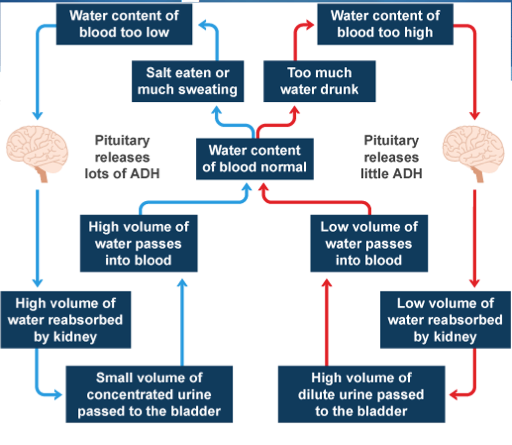 Water content of
blood too low
Water content of
blood too high
Salt eaten or
much sweating
Too much
water drunk
Pituitary
releases
lots of ADH
Water content
of blood normal
Pituitary
releases
little ADH
High volume of
water passes
into blood
Low volume of
water passes
into blood
High volume of
water reabsorbed
by kidney
Low volume of
water reabsorbed
by kidney
Small volume of
concentrated urine
passed to the bladder
High volume of
dilute urine passed
to the bladder